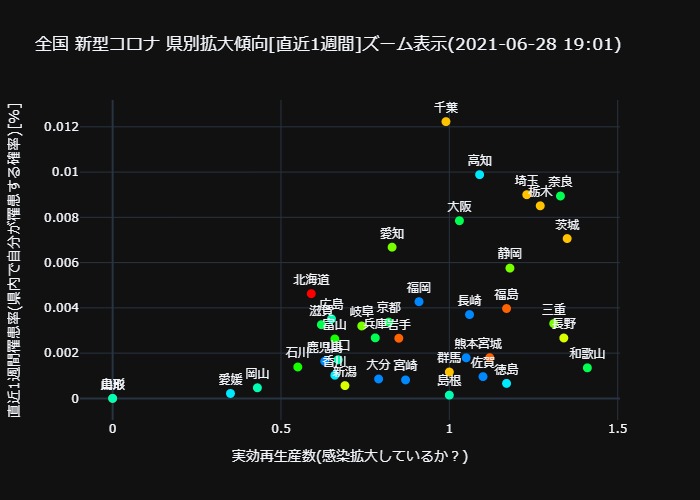 全国 新型コロナ 県別拡大傾向[直近1週間]ズーム表示(2021-06-28 19:01)
直近1週間罹患率(県内で自分が罹患する確率)[%]
0.012
0.01
0.008
0.006
0.004
0.002
0
千葉
高知
埼玉
栃木
奈良
大阪
茨城
愛知
静岡
北海道
福岡
広島
滋賀
岐阜
京都
長崎
福島
三重
富山
兵庫
岩手
長野
鹿児島
石川
香川
新潟
大分
宮崎
群馬
熊本
宮城
佐賀
徳島
和歌山
島根
愛媛
岡山
0
0.5
1
1.5
実効再生産数(感染拡大しているか？)